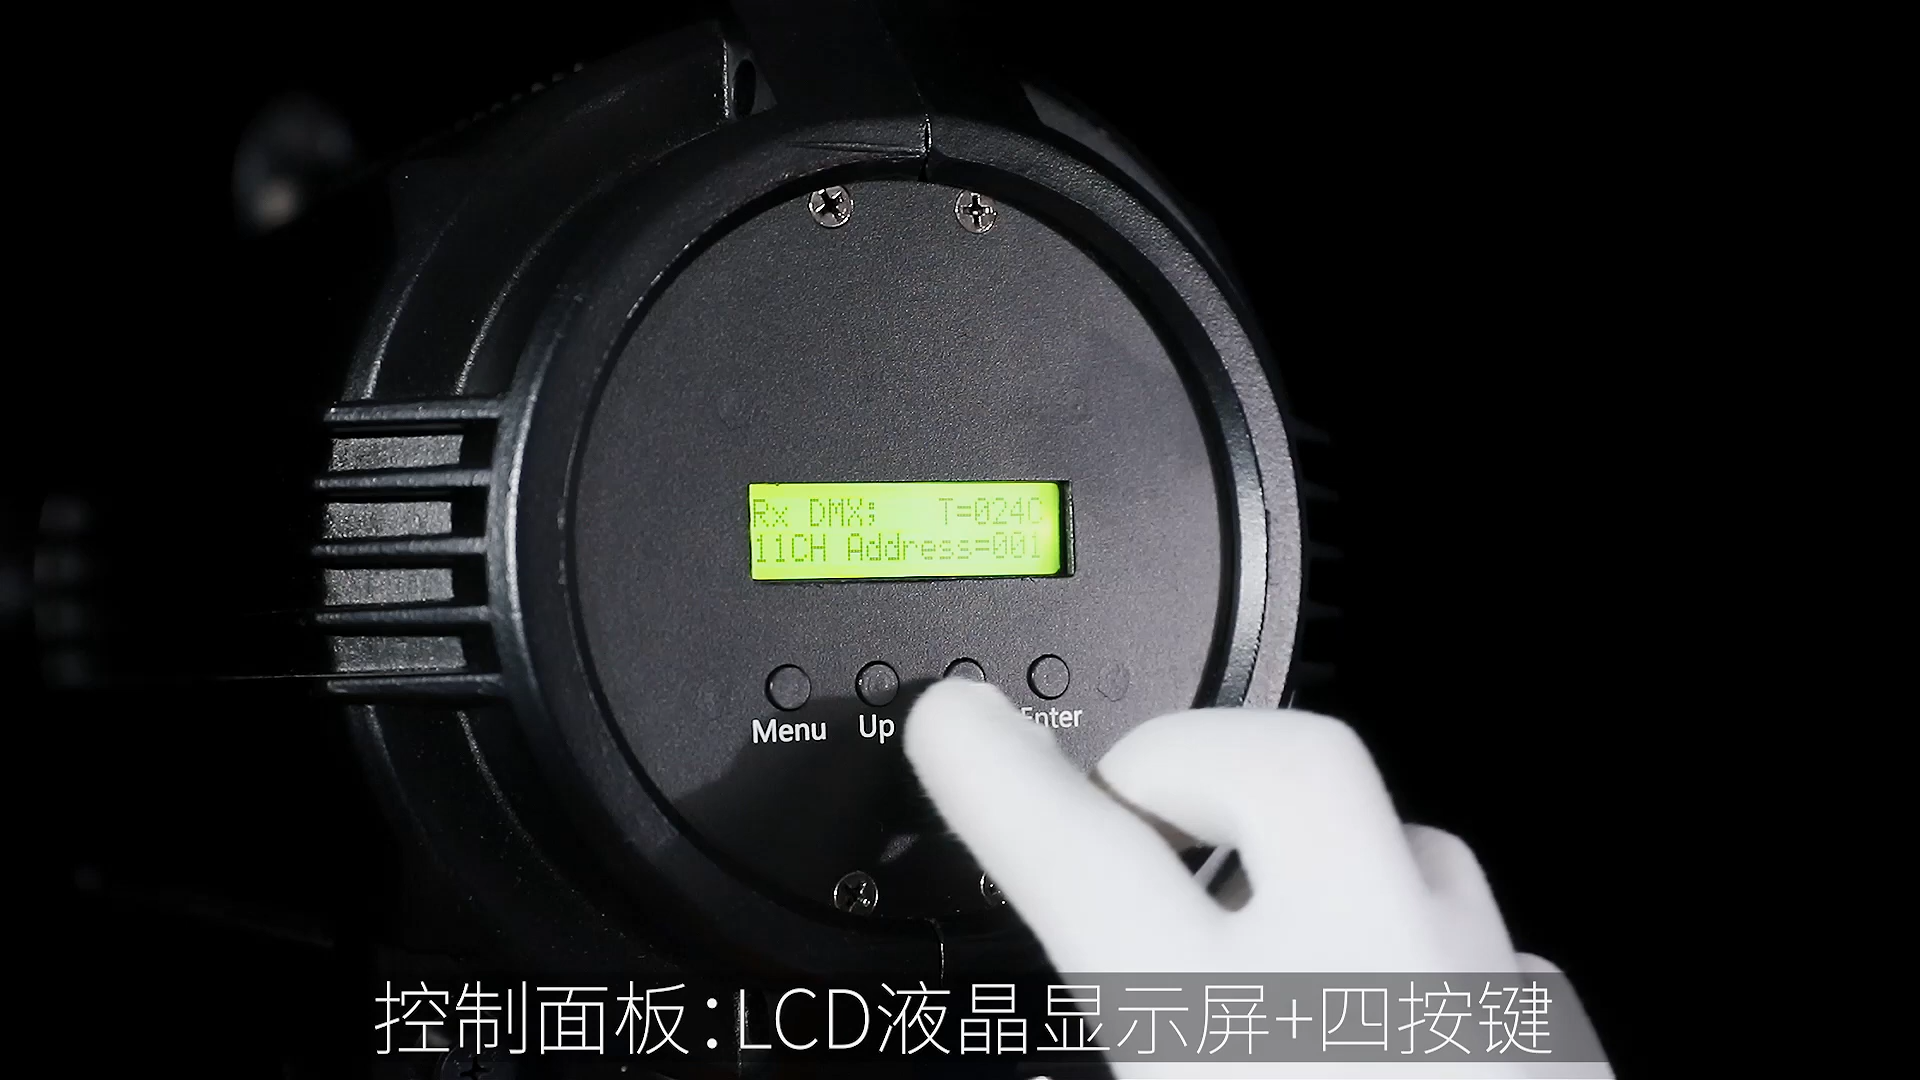 Rx DMX; T=024C
11CH Address=001
Menu Up Enter
控制面板:LCD液晶显示屏+四按键